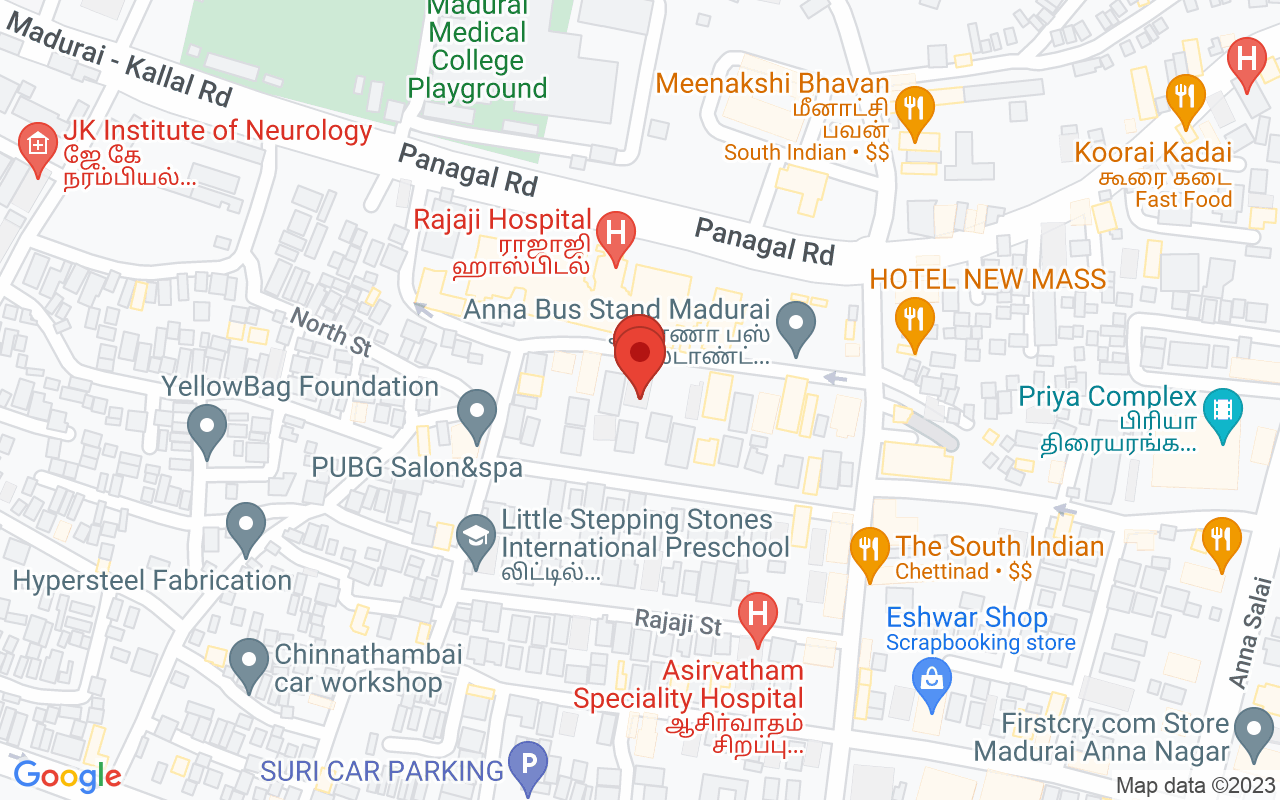 Madurai
Medical
College
Playground
Madurai - Kallal Rd
JK Institute of Neurology
ஜே கே
நரம்பியல்...
Panagal Rd
Meenakshi Bhavan
மீனாட்சி
பவன்
South Indian • $$
Koorai Kadai
கூரை கடை
Fast Food
Rajaji Hospital
ராஜாஜி
ஹாஸ்பிடல்
Panagal Rd
HOTEL NEW MASS
Anna Bus Stand Madurai
பஸ்
North St
YellowBag Foundation
Priya Complex
பிரியா
திரையரங்க...
PUBG Salon&spa
Little Stepping Stones
International Preschool
லிட்டில்...
The South Indian
Chettinad • $$
Hypersteel Fabrication
Rajaji St
Eshwar Shop
Scrapbooking store
Anna Salai
Chinnathambai
car workshop
Asirvatham
Speciality Hospital
ஆசிர்வாதம்
சிறப்பு...
Firstcry.com Store
Madurai Anna Nagar
SURI CAR PARKING
P
Google
Map data ©2023